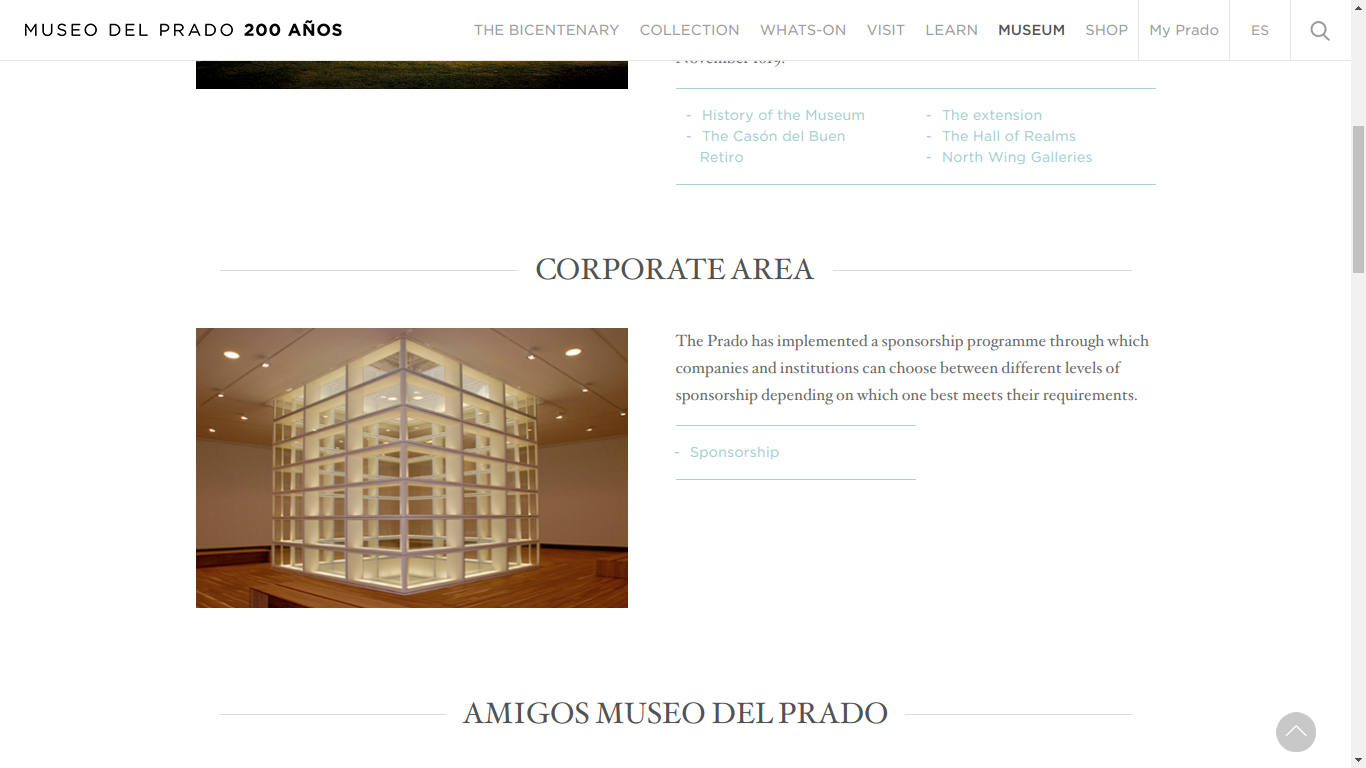 MUSEO DEL PRADO 200 AÑOS
THE BICENTENARY COLLECTION WHATS-ON VISIT LEARN MUSEUM SHOP My Prado ES
November 1819.
- History of the Museum
- The Casón del Buen
Retiro
- The extension
- The Hall of Realms
- North Wing Galleries
CORPORATE AREA
The Prado has implemented a sponsorship programme through which
companies and institutions can choose between different levels of
sponsorship depending on which one best meets their requirements.
- Sponsorship
AMIGOS MUSEO DEL PRADO